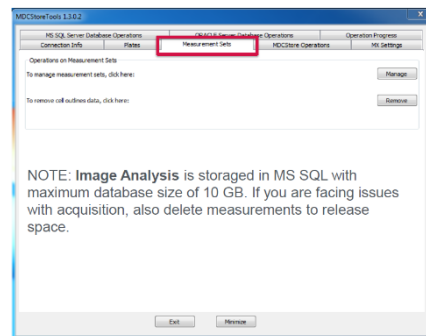 MDCStoreTools 1.3.0.2
X
MS SQL Server Database Operations ORACLE Server Database Operations Operation Progress
Connection Info Plates Measurement Sets MDCStore Operations MX Settings
Operations on Measurement Sets
To manage measurement sets, click here: Manage
To remove cell outlines data, click here: Remove
NOTE: Image Analysis is storaged in MS SQL with
maximum database size of 10 GB. If you are facing issues
with acquisition, also delete measurements to release
space.
Exit Minimize